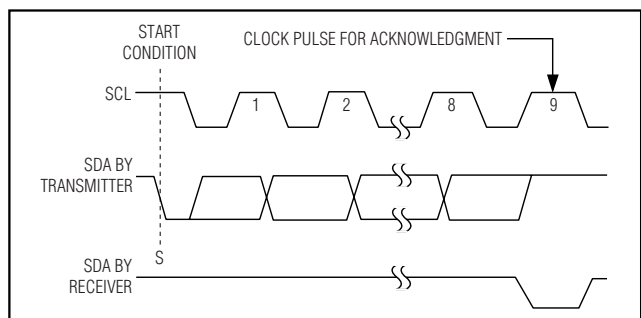 START
CONDITION
CLOCK PULSE FOR ACKNOWLEDGMENT
SCL
1
2
8
9
SDA BY
TRANSMITTER
S
SDA BY
RECEIVER